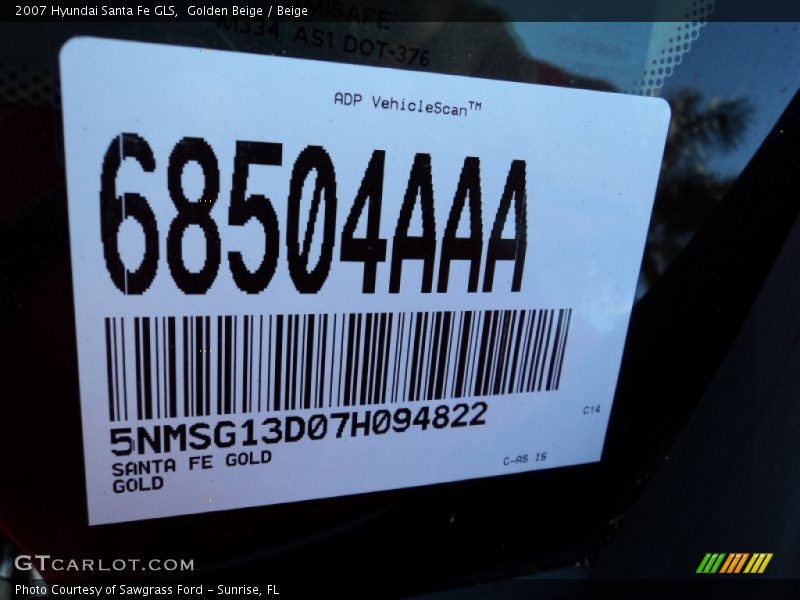 2007 Hyundai Santa Fe GLS,  Golden Beige / Beige
M334 AS1 DOT-376
ADP VehicleScan™
68504AAA
5NMSG13D07H094822
C14
SANTA FE GOLD
C-AS IS
GOLD
GTCARLOT.COM
Photo Courtesy of Sawgrass Ford - Sunrise, FL